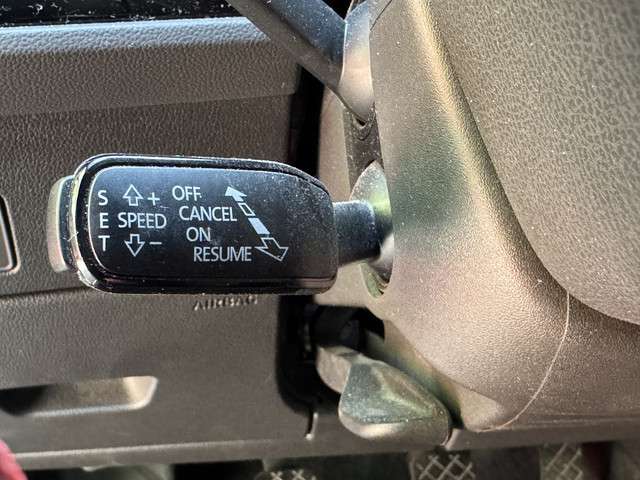 S E T
+
SPEED
−
OFF
CANCEL
ON
RESUME
AIRBAG